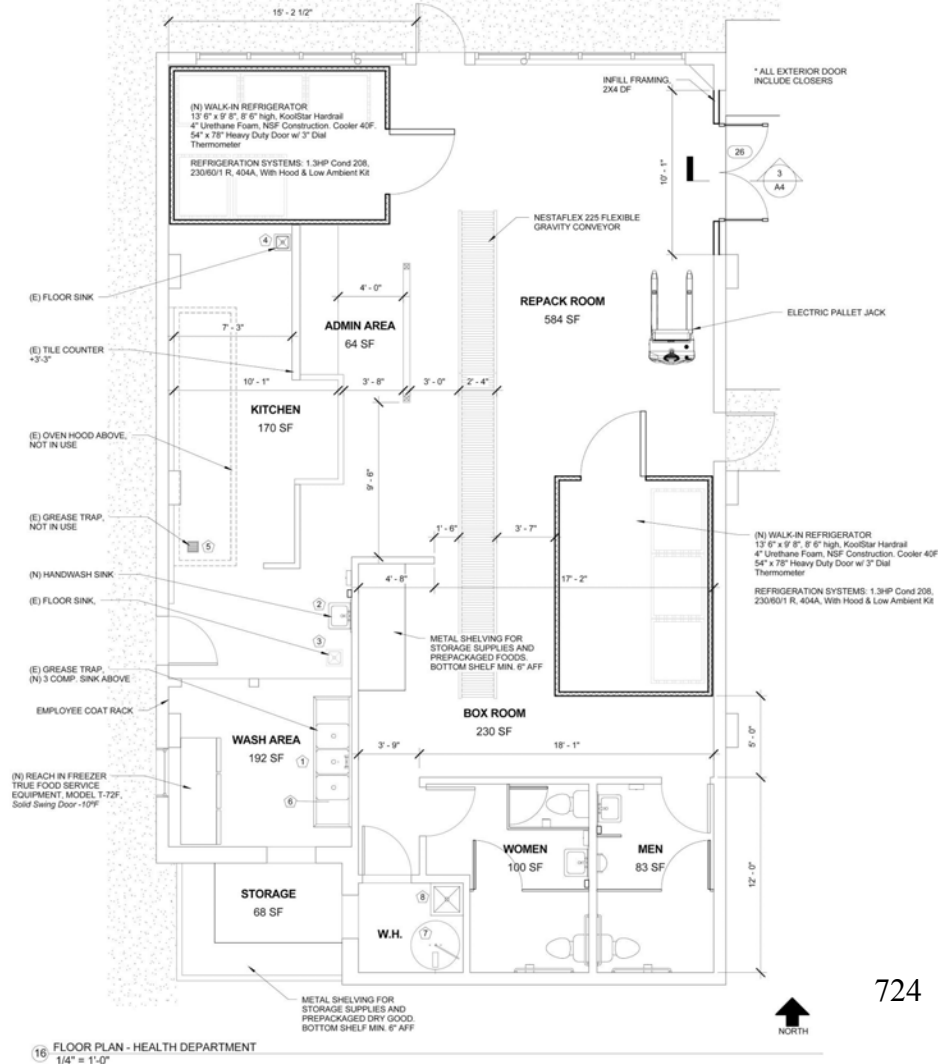 15' - 2 1/2"
(N) WALK-IN REFRIGERATOR
13' 6" x 9' 8", 8' 6" high, KoolStar Hardrail
4" Urethane Foam, NSF Construction. Cooler 40F.
54" x 78" Heavy Duty Door w/ 3" Dial
Thermometer
REFRIGERATION SYSTEMS: 1.3HP Cond 208,
230/60/1 R, 404A, With Hood & Low Ambient Kit
INFILL FRAMING,
2X4 DF
* ALL EXTERIOR DOOR
INCLUDE CLOSERS
26
3
A4
10' - 1"
NESTAFLEX 225 FLEXIBLE
GRAVITY CONVEYOR
4
(E) FLOOR SINK
4' - 0"
REPACK ROOM
584 SF
ELECTRIC PALLET JACK
7' - 3"
ADMIN AREA
64 SF
(E) TILE COUNTER
+3'-3"
10' - 1"
3' - 8"
3' - 0"
2' - 4"
KITCHEN
170 SF
(E) OVEN HOOD ABOVE,
NOT IN USE
9' - 6"
(E) GREASE TRAP,
NOT IN USE
5
1' - 6"
3' - 7"
(N) WALK-IN REFRIGERATOR
13' 6" x 9' 8", 8' 6" high, KoolStar Hardrail
4" Urethane Foam, NSF Construction. Cooler 40F.
54" x 78" Heavy Duty Door w/ 3" Dial
Thermometer
REFRIGERATION SYSTEMS: 1.3HP Cond 208,
230/60/1 R, 404A, With Hood & Low Ambient Kit
(N) HANDWASH SINK
4' - 8"
17' - 2"
(E) FLOOR SINK,
2
3
METAL SHELVING FOR
STORAGE SUPPLIES AND
PREPACKAGED FOODS.
BOTTOM SHELF MIN. 6" AFF
(E) GREASE TRAP,
(N) 3 COMP. SINK ABOVE
EMPLOYEE COAT RACK
BOX ROOM
230 SF
WASH AREA
192 SF
1
3' - 9"
18' - 1"
5' - 0"
(N) REACH IN FREEZER
TRUE FOOD SERVICE
EQUIPMENT, MODEL T-72F,
Solid Swing Door -10ºF
6
WOMEN
100 SF
MEN
83 SF
12' - 0"
STORAGE
68 SF
8
W.H.
7
METAL SHELVING FOR
STORAGE SUPPLIES AND
PREPACKAGED DRY GOOD.
BOTTOM SHELF MIN. 6" AFF
724
NORTH
16
FLOOR PLAN - HEALTH DEPARTMENT
1/4" = 1'-0"